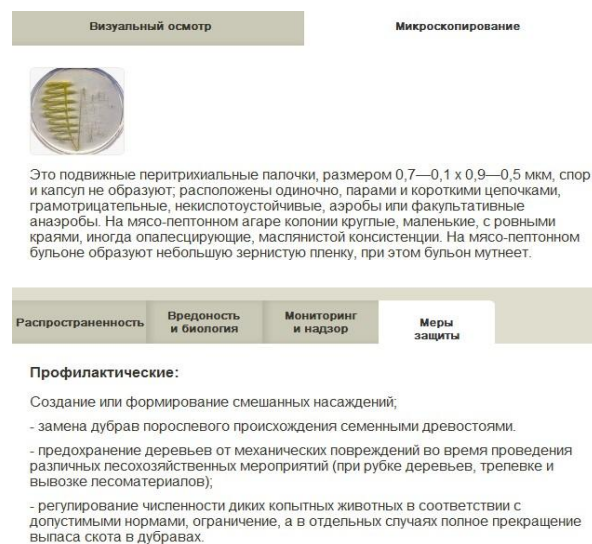 Визуальный осмотр
Микроскопирование
Это подвижные перитрихиальные палочки, размером 0,7—0,1 х 0,9—0,5 мкм, спор
и капсул не образуют; расположены одиночно, парами и короткими цепочками,
грамотрицательные, некислотоустойчивые, аэробы или факультативные
анаэробы. На мясо-пептонном агаре колонии круглые, маленькие, с ровными
краями, иногда опалесцирующие, маслянистой консистенции. На мясо-пептонном
бульоне образуют небольшую зернистую пленку, при этом бульон мутнеет.
Распространенность
Вредоность
и биология
Мониторинг
и надзор
Меры
защиты
Профилактические:
Создание или формирование смешанных насаждений;
- замена дубрав порослевого происхождения семенными древостоями.
- предохранение деревьев от механических повреждений во время проведения
различных лесохозяйственных мероприятий (при рубке деревьев, трелевке и
вывозке лесоматериалов);
- регулирование численности диких копытных животных в соответствии с
допустимыми нормами, ограничение, а в отдельных случаях полное прекращение
выпаса скота в дубравах.